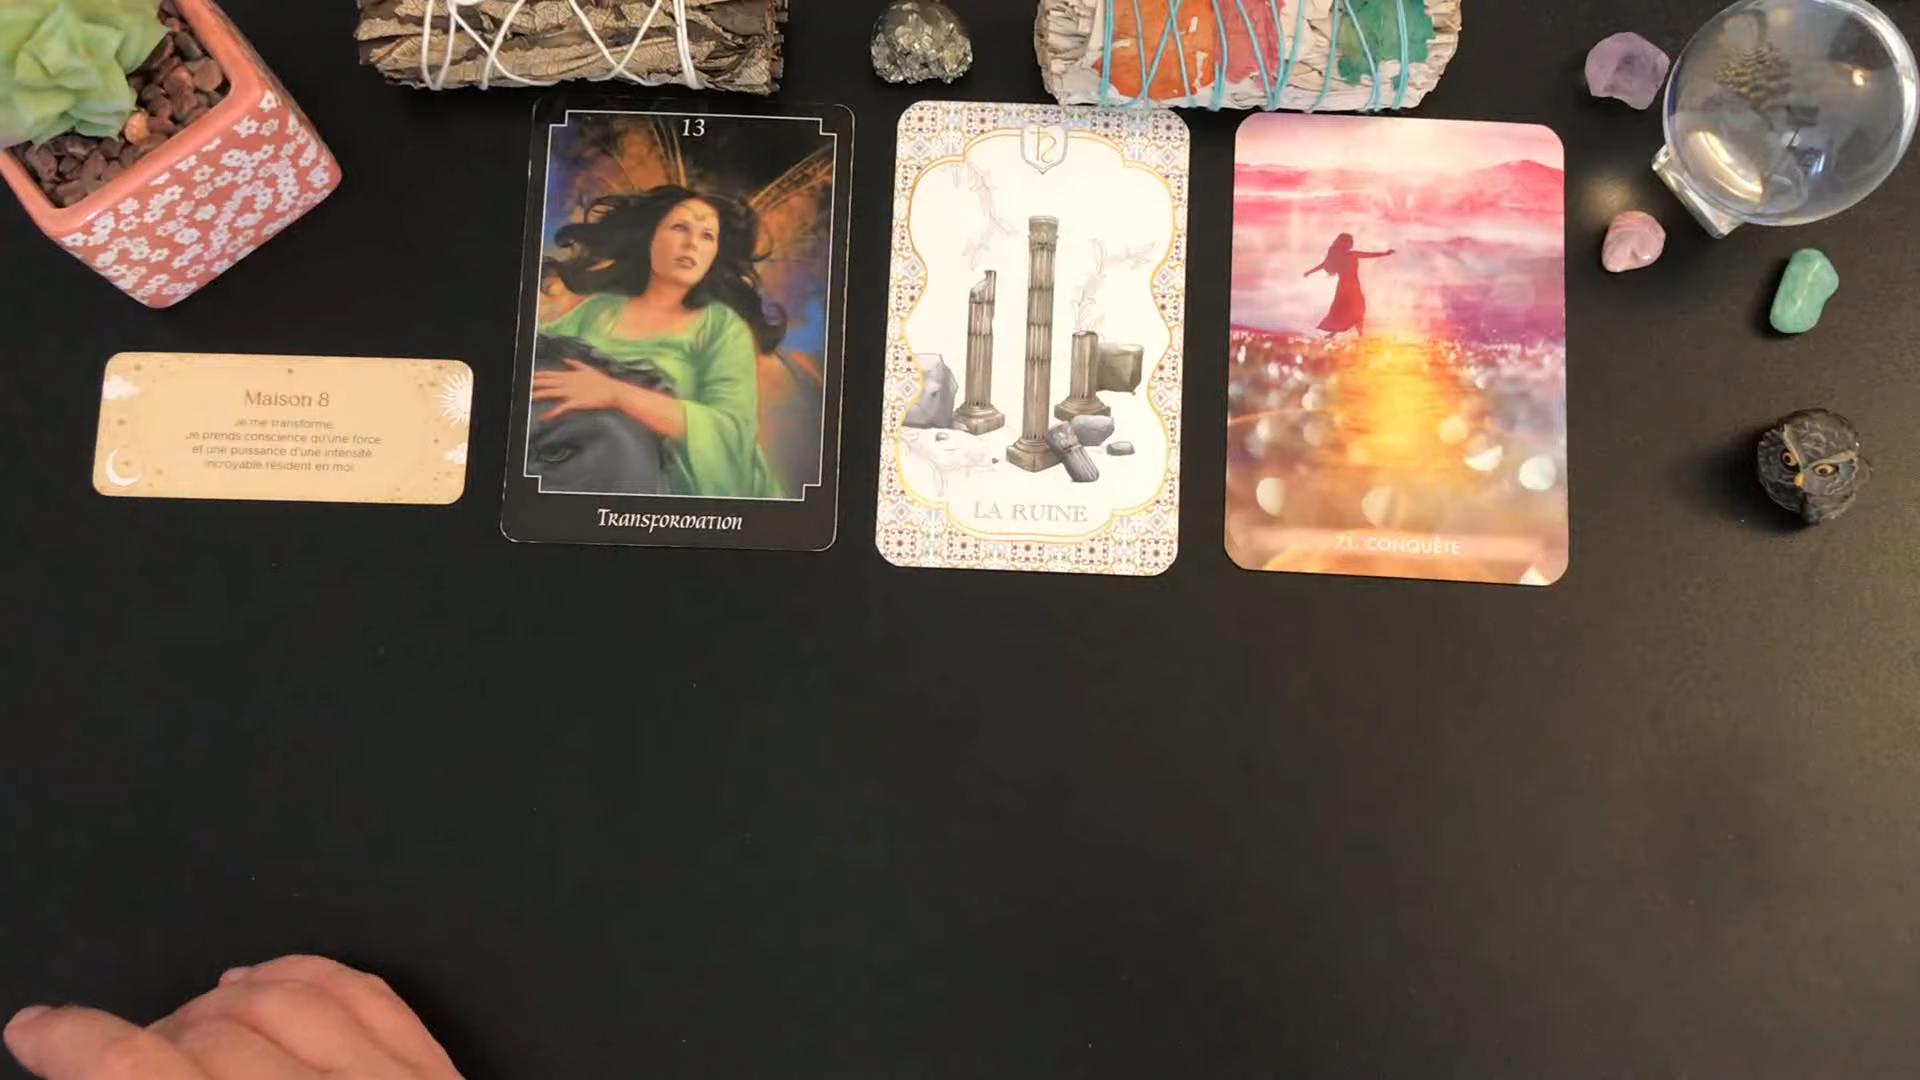 Maison 8
Je me transforme.
Je prends conscience qu'une force
et une puissance d'une intensité
incroyable résident en moi.
13
Transformation
LA RUINE
71. CONQUÊTE